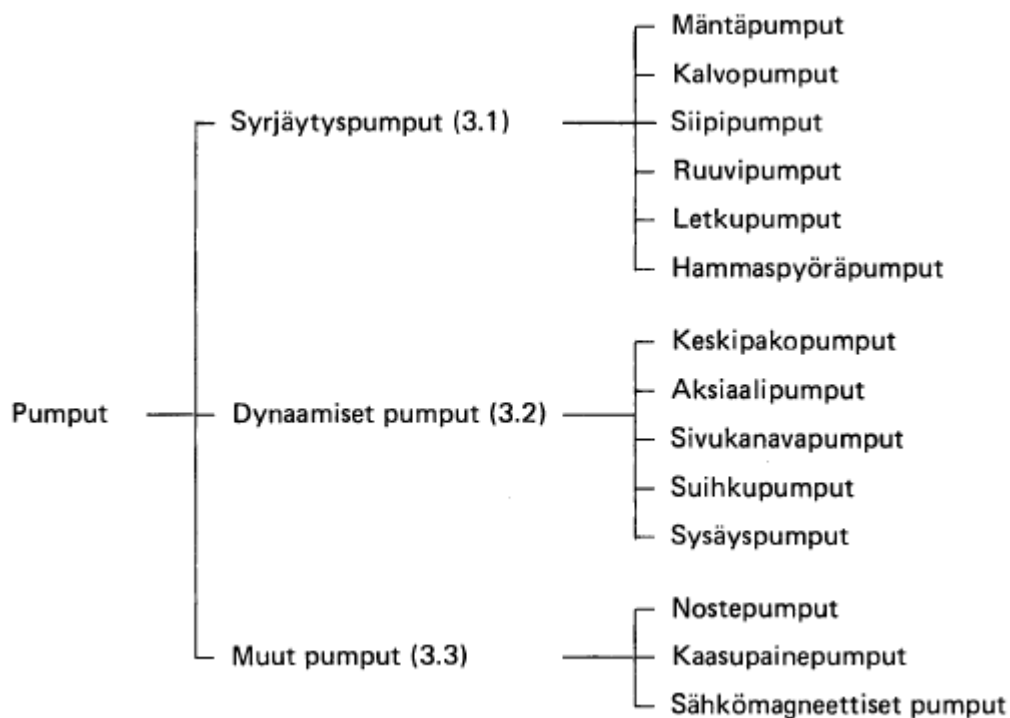 Pumput
Syrjäytyspumput (3.1)
Mäntäpumput
Kalvopumput
Siipipumput
Ruuvipumput
Letkupumput
Hammaspyöräpumput
Dynaamiset pumput (3.2)
Keskipakopumput
Aksiaalipumput
Sivukanavapumput
Suihkupumput
Sysäyspumput
Muut pumput (3.3)
Nostepumput
Kaasupainepumput
Sähkömagneettiset pumput